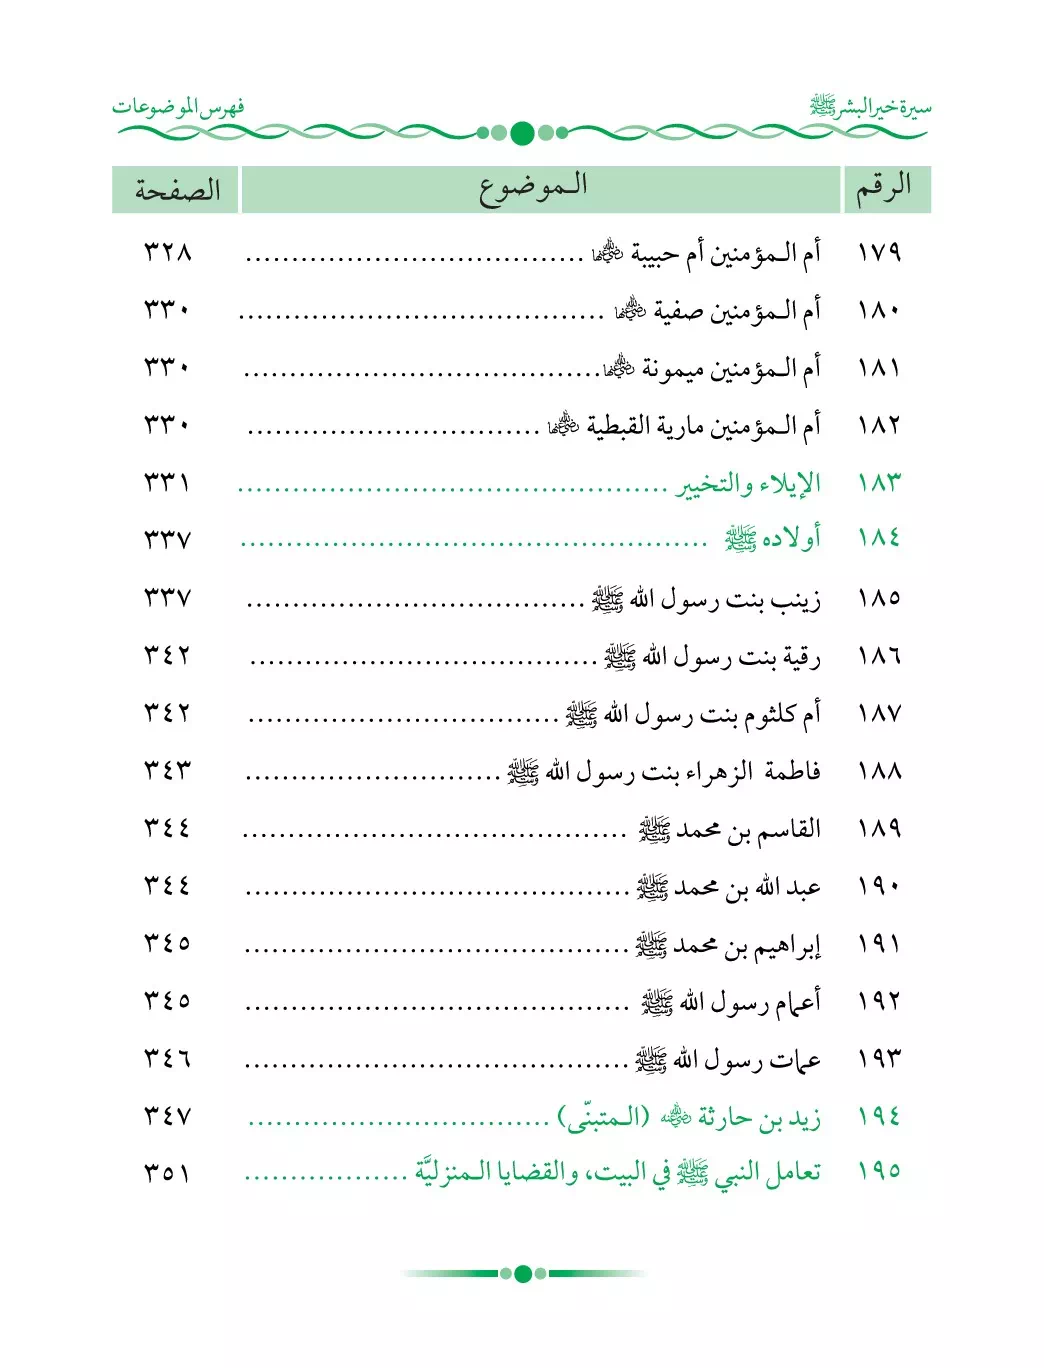 سيرة خير البشر ﷺ
فهرس الموضوعات
الرقم الـموضوع الصفحة
١٧٩ أم الـمؤمنين أم حبيبة رضي الله عنها ..................................... ٣٢٨
١٨٠ أم الـمؤمنين صفية رضي الله عنها ........................................ ٣٣٠
١٨١ أم الـمؤمنين ميمونة رضي الله عنها....................................... ٣٣٠
١٨٢ أم الـمؤمنين مارية القبطية رضي الله عنها ................................ ٣٣٠
١٨٣ الإيلاء والتخيير ............................................... ٣٣١
١٨٤ أولاده ﷺ ................................................... ٣٣٧
١٨٥ زينب بنت رسول الله ﷺ ..................................... ٣٣٧
١٨٦ رقية بنت رسول الله ﷺ ...................................... ٣٤٢
١٨٧ أم كلثوم بنت رسول الله ﷺ .................................. ٣٤٢
١٨٨ فاطمة الزهراء بنت رسول الله ﷺ ............................ ٣٤٣
١٨٩ القاسم بن محمد ﷺ .......................................... ٣٤٤
١٩٠ عبد الله بن محمد ﷺ .......................................... ٣٤٤
١٩١ إبراهيم بن محمد ﷺ .......................................... ٣٤٥
١٩٢ أعمام رسول الله ﷺ .......................................... ٣٤٥
١٩٣ عمات رسول الله ﷺ .......................................... ٣٤٦
١٩٤ زيد بن حارثة رضي الله عنه (الـمتبنّى) ................................. ٣٤٧
١٩٥ تعامل النبي ﷺ في البيت، والقضايا الـمنزليَّة .................. ٣٥١